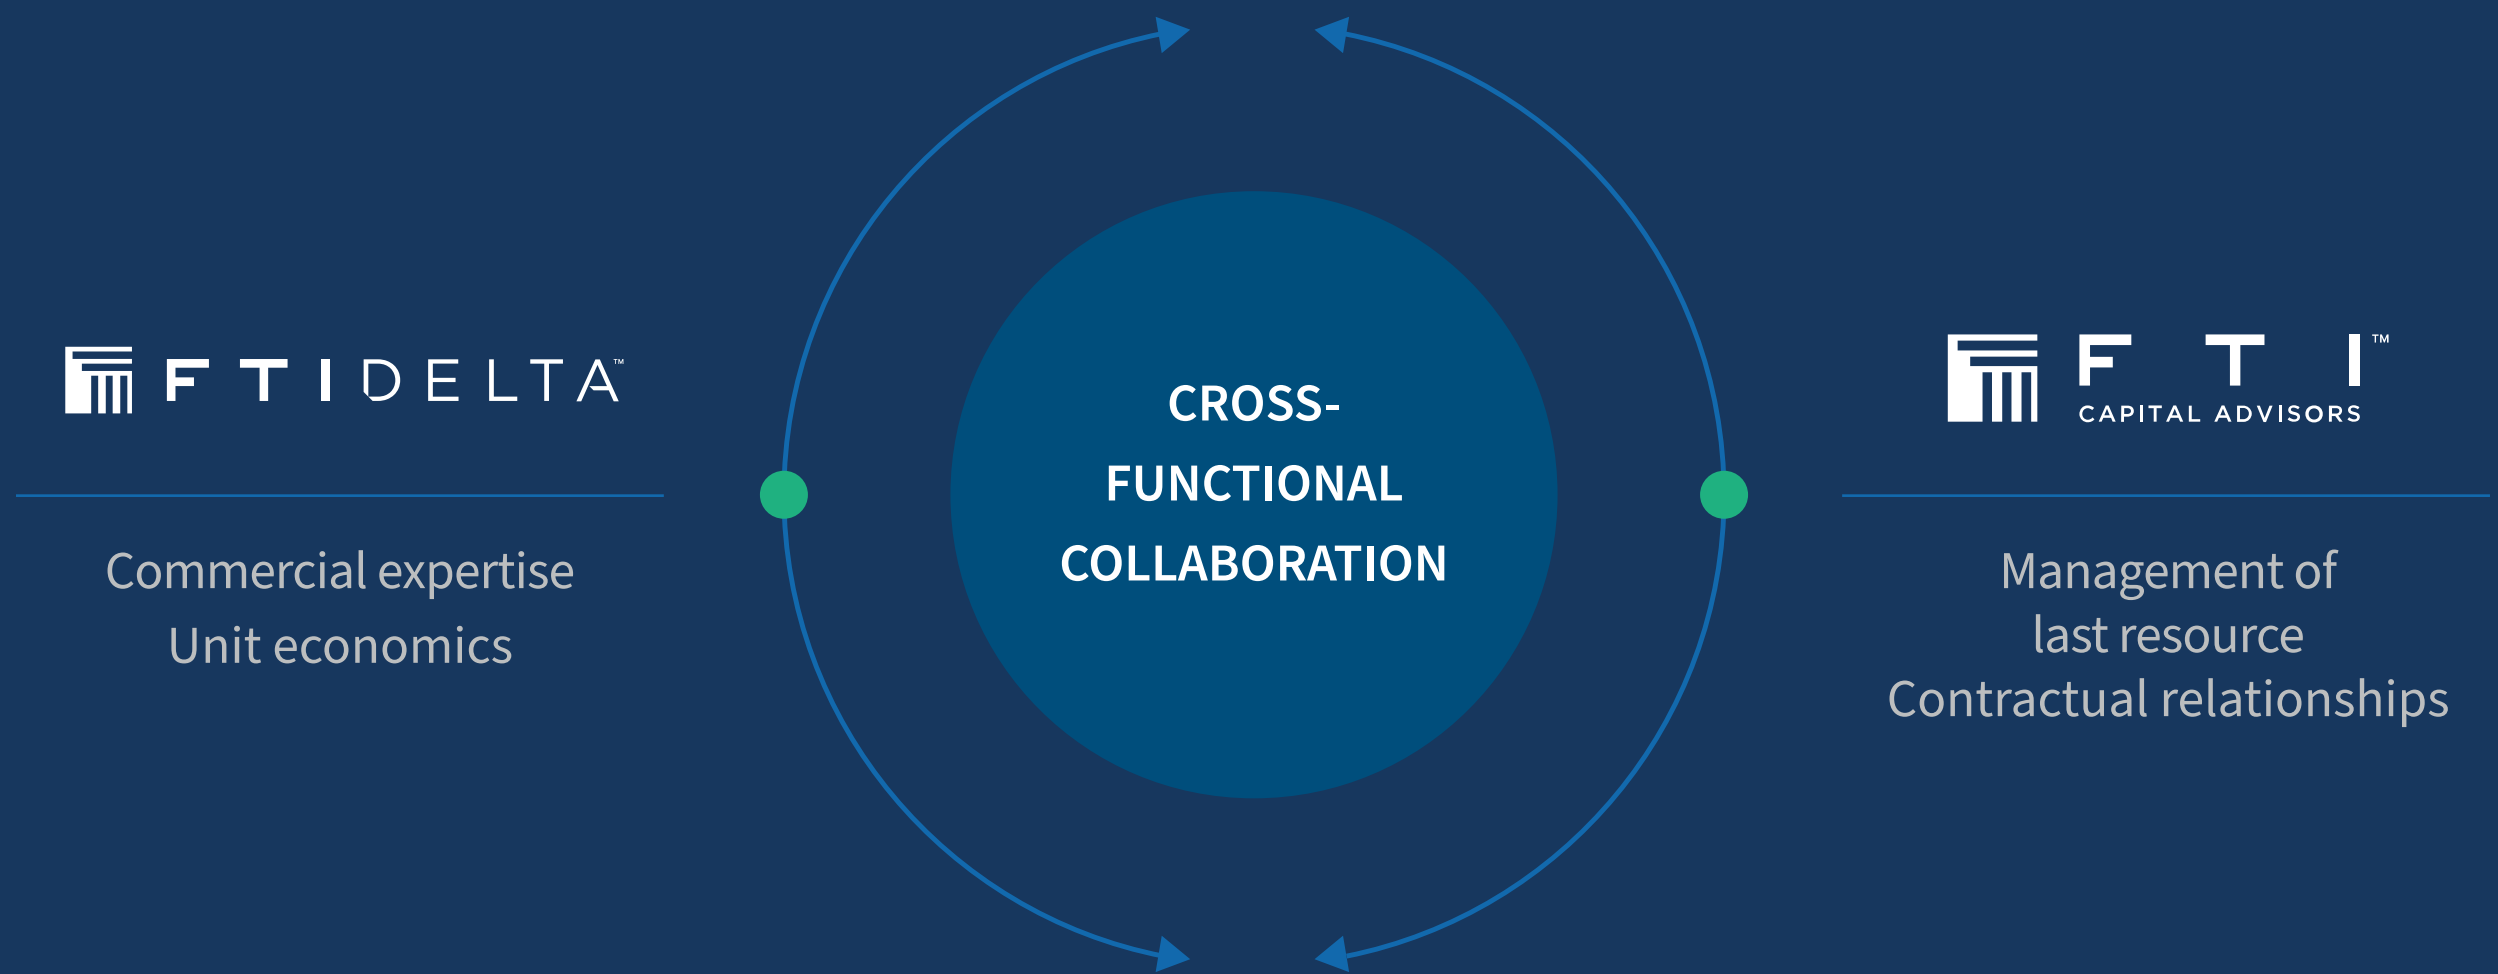 FTI DELTA™
Commercial expertise
Unit economics
CROSS-
FUNCTIONAL
COLLABORATION
FTI™
CAPITAL ADVISORS
Management of
last resource
Contractual relationships